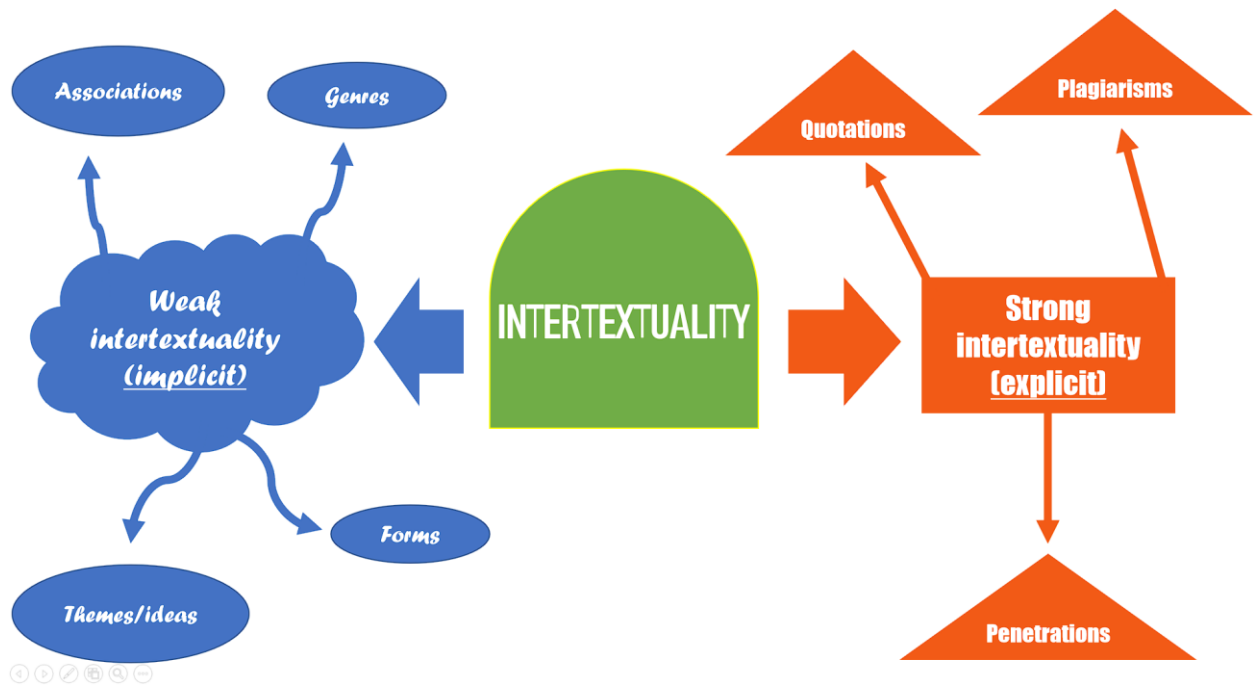 Associations
Genres
Weak
intertextuality
(implicit)
Themes/ideas
Forms
INTERTEXTUALITY
Quotations
Plagiarisms
Strong
intertextuality
(explicit)
Penetrations